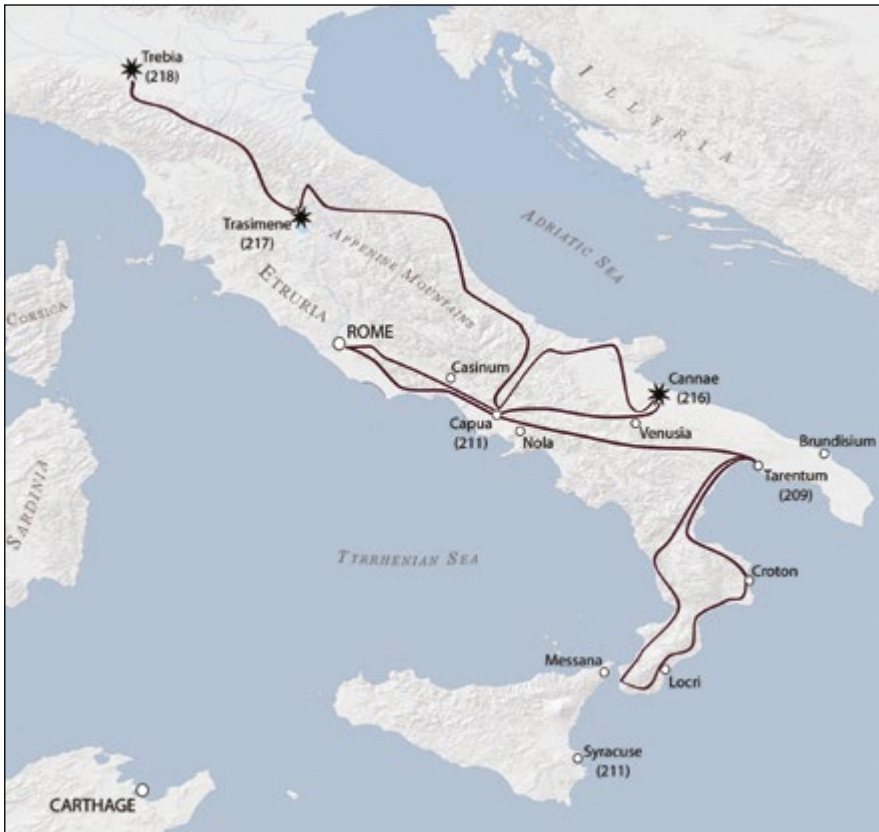 Trebia
(218)
ILLYRIA
Trasimene
(217)
ADRIATIC SEA
APPENINE MOUNTAINS
ETRURIA
CORSICA
ROME
Casinum
Cannae
(216)
Capua
(211)
Nola
Venusia
Brundisium
Tarentum
(209)
SARDINIA
TYRRHENIAN SEA
Croton
Messana
Locri
Syracuse
(211)
CARTHAGE